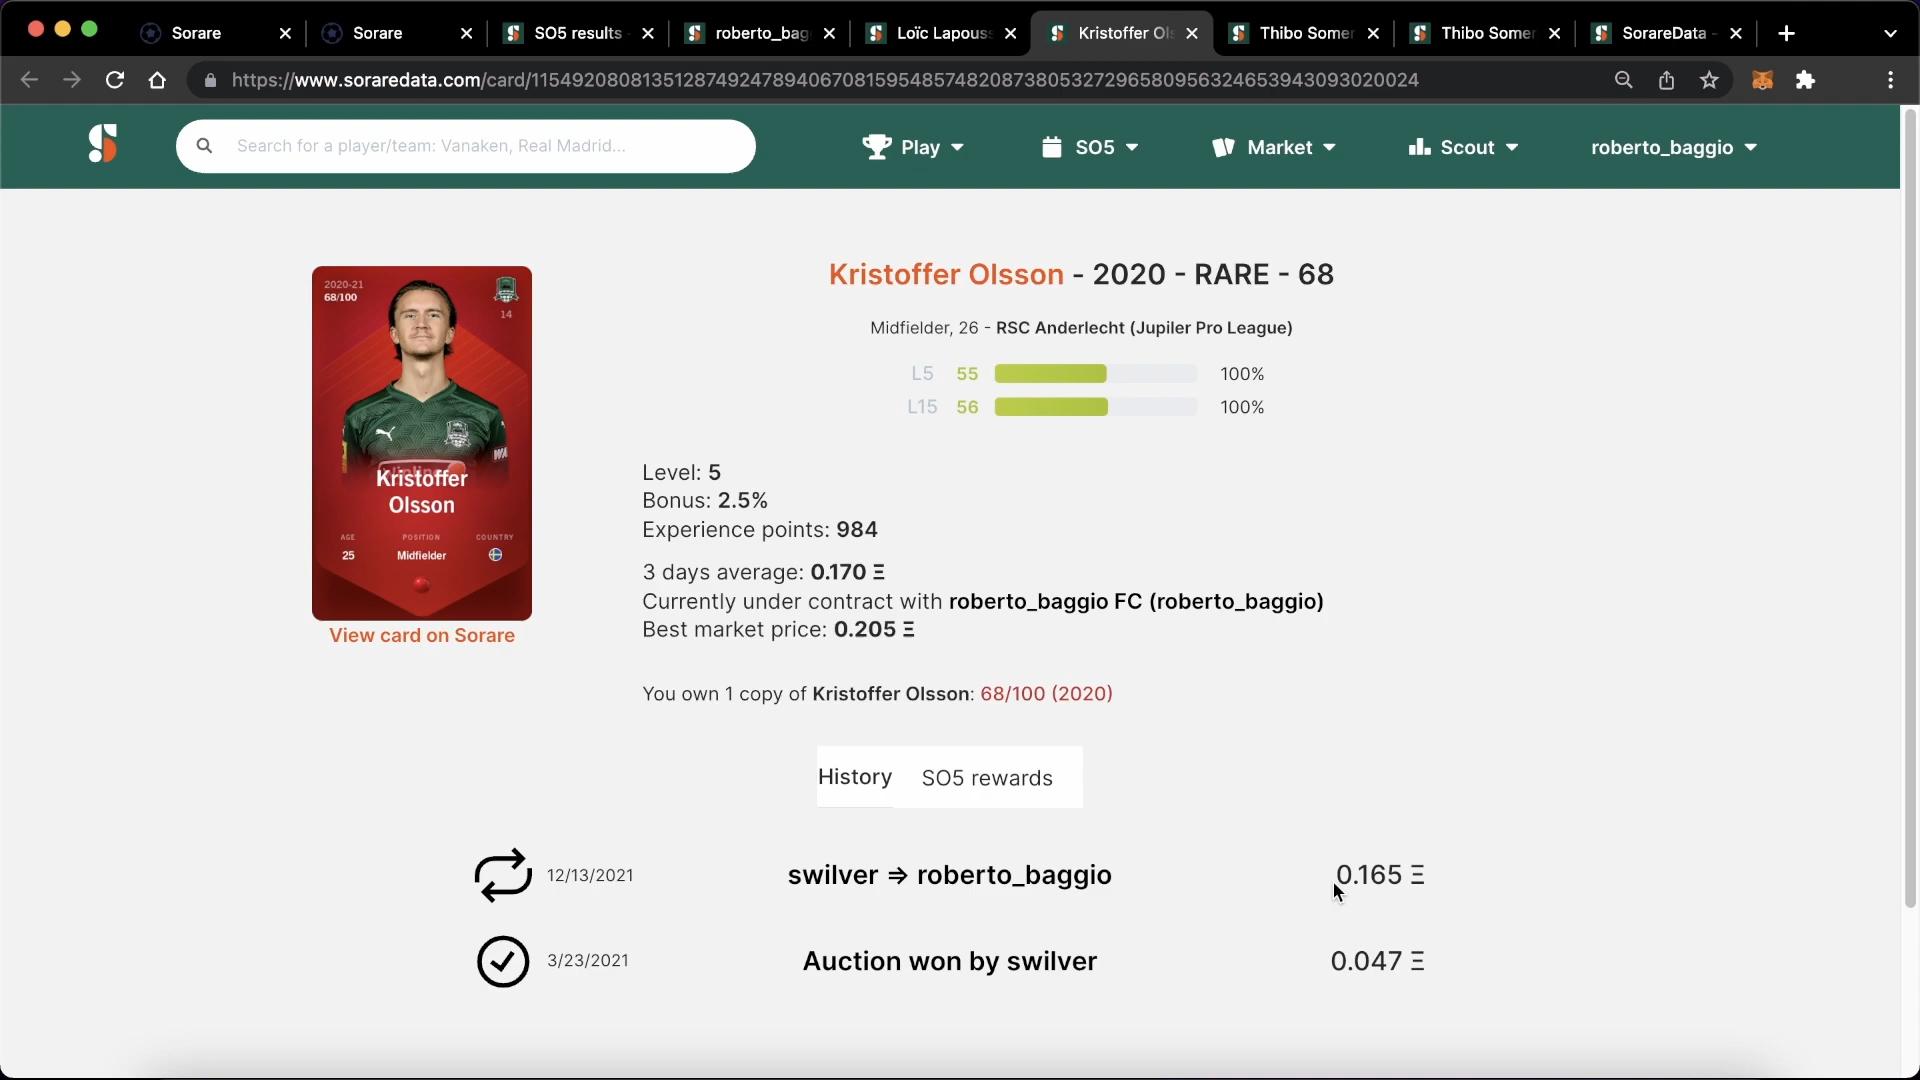 Sorare
Sorare
SO5 results
roberto_bag
Loïc Lapous
Kristoffer Ol
Thibo Somer
Thibo Somer
SorareData -
https://www.soraredata.com/card/115492080813512874924789406708159548574820873805327296580956324653943093020024
Search for a player/team: Vanaken, Real Madrid...
Play
SO5
Market
Scout
roberto_baggio
2020-21
68/100
14
Kristoffer
Olsson
AGE
POSITION
COUNTRY
25
Midfielder
View card on Sorare
Kristoffer Olsson - 2020 - RARE - 68
Midfielder, 26 - RSC Anderlecht (Jupiler Pro League)
L5 55 100%
L15 56 100%
Level: 5
Bonus: 2.5%
Experience points: 984
3 days average: 0.170 Ξ
Currently under contract with roberto_baggio FC (roberto_baggio)
Best market price: 0.205 Ξ
You own 1 copy of Kristoffer Olsson: 68/100 (2020)
History
SO5 rewards
12/13/2021 swilver ⇒ roberto_baggio 0.165 Ξ
3/23/2021 Auction won by swilver 0.047 Ξ